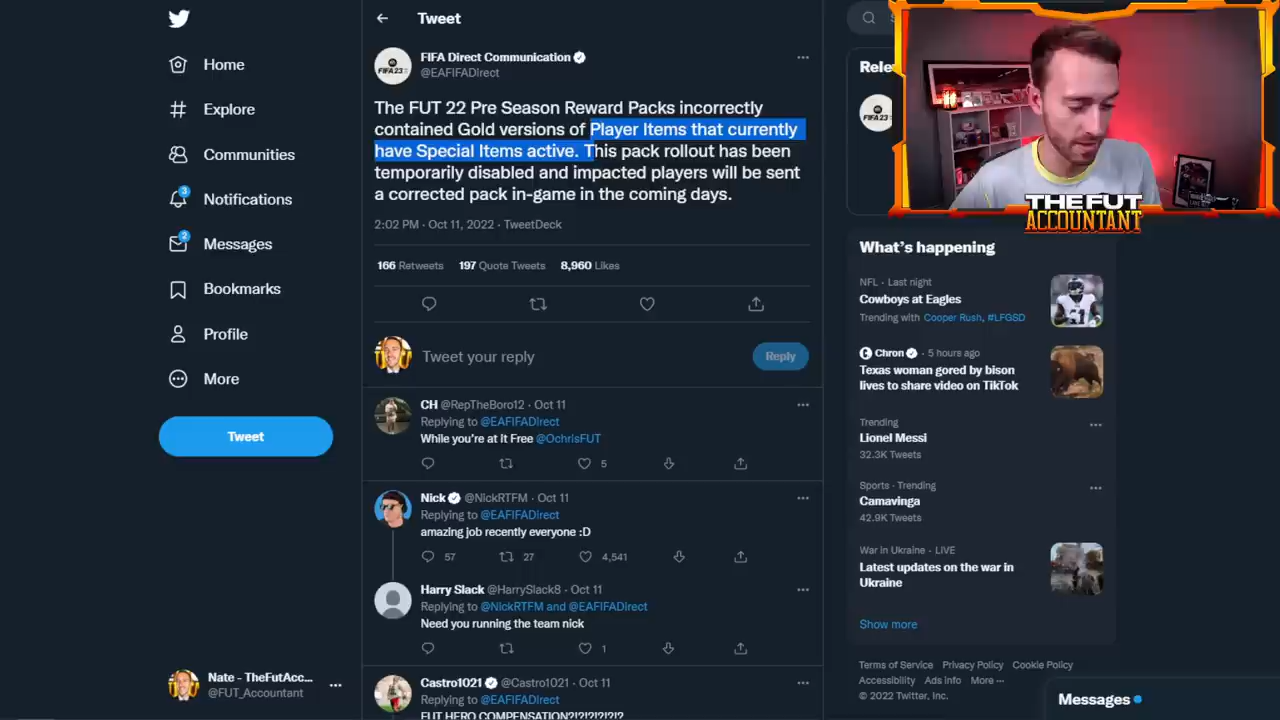 Tweet
Home
Explore
Communities
3
Notifications
2
Messages
Bookmarks
Profile
More
Tweet
Nate - TheFutAcc...
@FUT_Accountant
FIFA 23
FIFA Direct Communication
@EAFIFADirect
The FUT 22 Pre Season Reward Packs incorrectly
contained Gold versions of Player Items that currently
have Special Items active. This pack rollout has been
temporarily disabled and impacted players will be sent
a corrected pack in-game in the coming days.
2:02 PM · Oct 11, 2022 · TweetDeck
166 Retweets 197 Quote Tweets 8,960 Likes
Tweet your reply
Reply
CH @RepTheBoro12 · Oct 11
Replying to @EAFIFADirect
While you're at it Free @OchrisFUT
5
Nick @NickRTFM · Oct 11
Replying to @EAFIFADirect
amazing job recently everyone :D
57 27 4,541
Harry Slack @HarrySlack8 · Oct 11
Replying to @NickRTFM and @EAFIFADirect
Need you running the team nick
1
Castro1021 @Castro1021 · Oct 11
Replying to @EAFIFADirect
FUT HERO COMPENSATION?!?!?!?!?
FIFA 23
THE FUT
ACCOUNTANT
What's happening
NFL · Last night
Cowboys at Eagles
Trending with Cooper Rush, #LFGSD
Chron · 5 hours ago
Texas woman gored by bison
lives to share video on TikTok
Trending
Lionel Messi
32.3K Tweets
Sports · Trending
Camavinga
42.9K Tweets
War in Ukraine · LIVE
Latest updates on the war in
Ukraine
Show more
Terms of Service Privacy Policy Cookie Policy
Accessibility Ads info More ···
© 2022 Twitter, Inc.
Messages